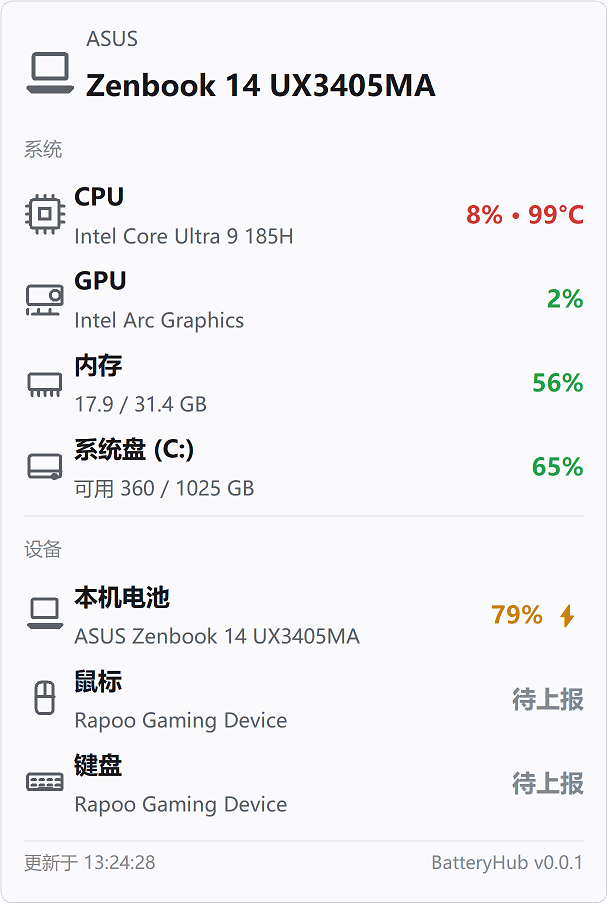 ASUS
Zenbook 14 UX3405MA
系统
CPU
8% • 99°C
Intel Core Ultra 9 185H
GPU
2%
Intel Arc Graphics
内存
56%
17.9 / 31.4 GB
系统盘 (C:)
65%
可用 360 / 1025 GB
设备
本机电池
79%
ASUS Zenbook 14 UX3405MA
鼠标
待上报
Rapoo Gaming Device
键盘
待上报
Rapoo Gaming Device
更新于 13:24:28
BatteryHub v0.0.1